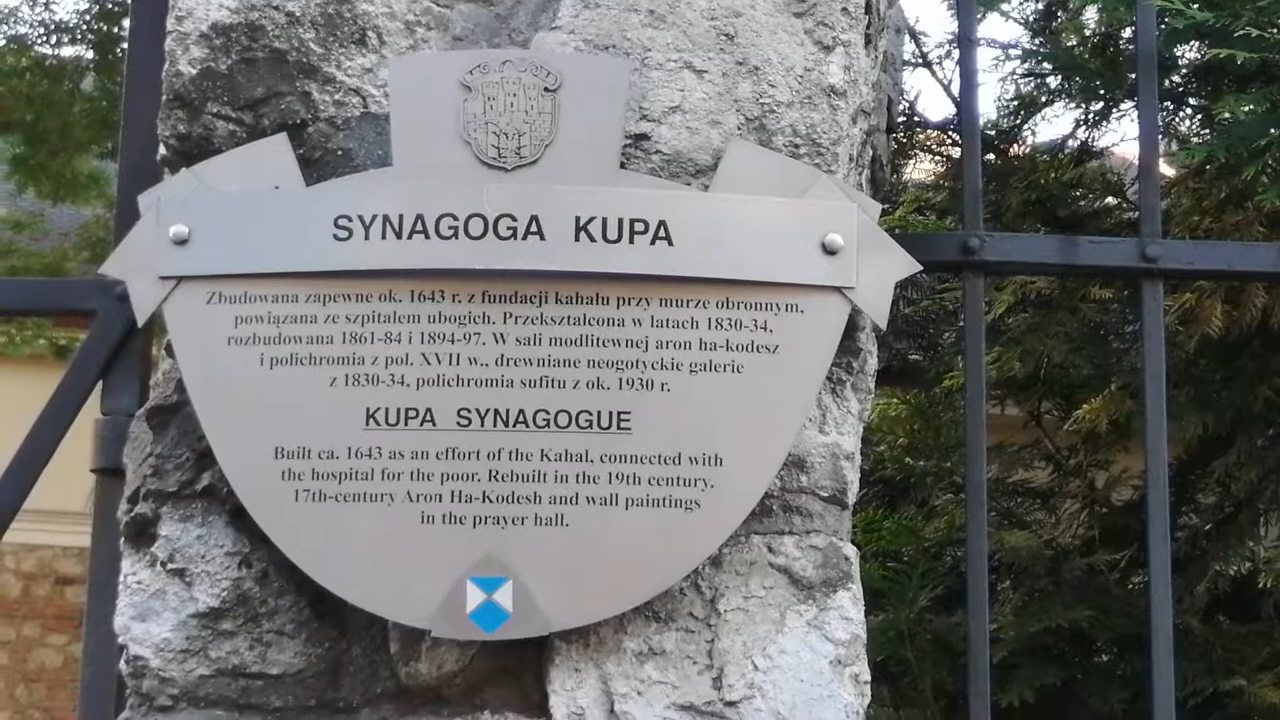 SYNAGOGA KUPA
Zbudowana zapewne ok. 1643 r. z fundacji kahału przy murze obronnym,
powiązana ze szpitalem ubogich. Przekształcona w latach 1830-34,
rozbudowana 1861-84 i 1894-97. W sali modlitewnej aron ha-kodesz
i polichromia z poł. XVII w., drewniane neogotyckie galerie
z 1830-34, polichromia sufitu z ok. 1930 r.
KUPA SYNAGOGUE
Built ca. 1643 as an effort of the Kahal, connected with
the hospital for the poor. Rebuilt in the 19th century.
17th-century Aron Ha-Kodesh and wall paintings
in the prayer hall.